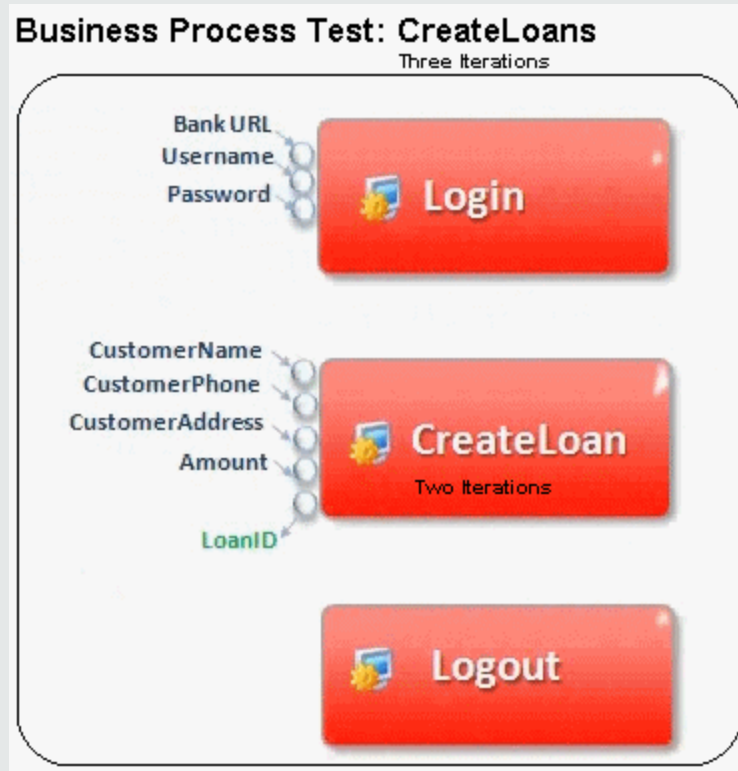 Business Process Test: CreateLoans
Three Iterations
Bank URL
Username
Password
Login
CustomerName
CustomerPhone
CustomerAddress
Amount
LoanID
CreateLoan
Two Iterations
Logout